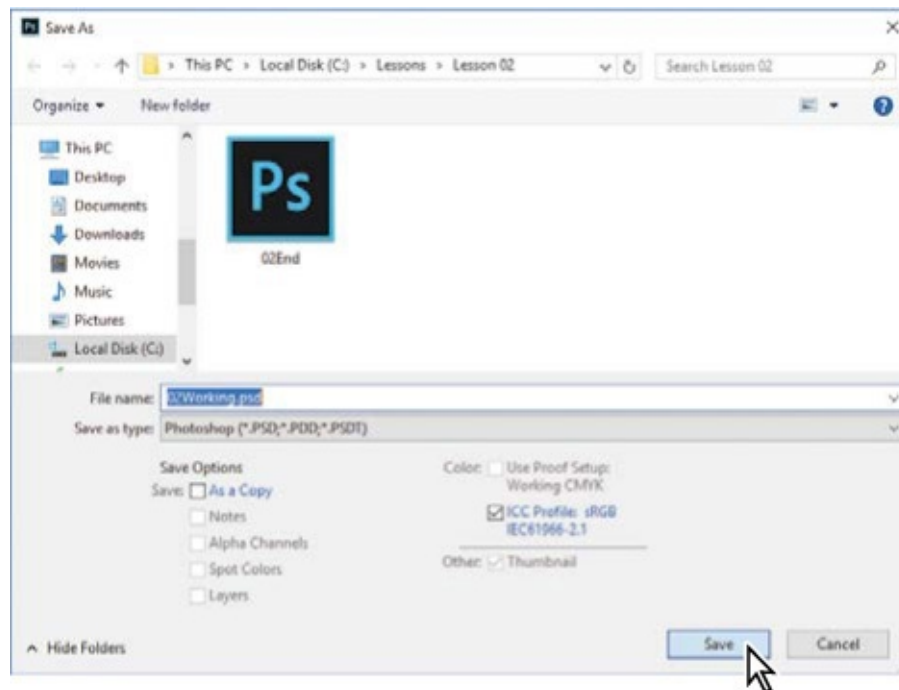 Ps Save As
This PC › Local Disk (C:) › Lessons › Lesson 02
Search Lesson 02
Organize
New folder
?
This PC
Desktop
Documents
Downloads
Movies
Music
Pictures
Local Disk (C:)
Ps
02End
File name: 02Working.psd
Save as type: Photoshop (*.PSD;*.PDD;*.PSDT)
Save Options
Save: As a Copy
Notes
Alpha Channels
Spot Colors
Layers
Color: Use Proof Setup:
Working CMYK
ICC Profile: sRGB
IEC61966-2.1
Other: Thumbnail
Hide Folders
Save
Cancel